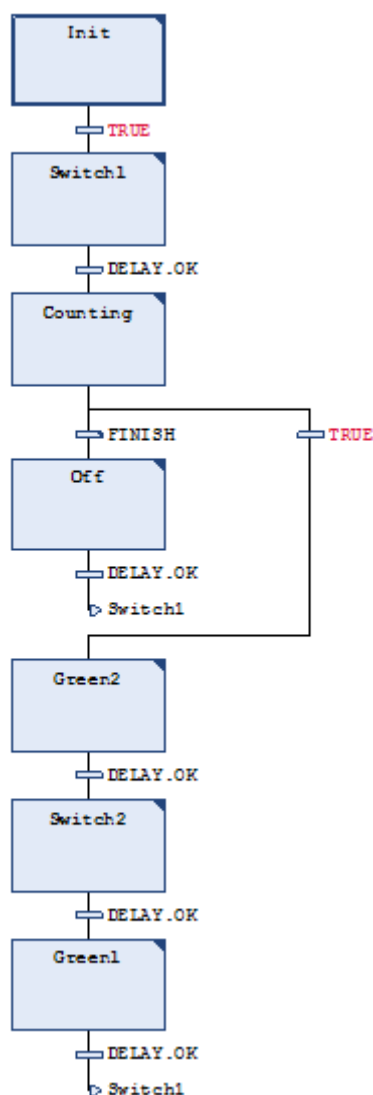 Init
TRUE
Switch1
DELAY.OK
Counting
FINISH
TRUE
Off
DELAY.OK
Switch1
Green2
DELAY.OK
Switch2
DELAY.OK
Green1
DELAY.OK
Switch1